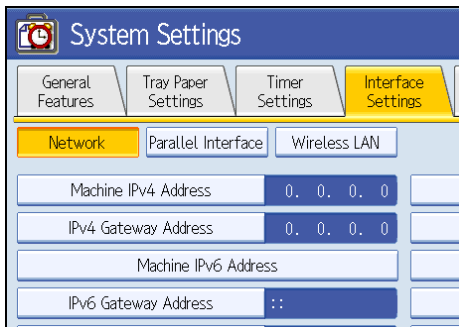 System Settings
General Features
Tray Paper Settings
Timer Settings
Interface Settings
Network
Parallel Interface
Wireless LAN
Machine IPv4 Address
0. 0. 0. 0
IPv4 Gateway Address
0. 0. 0. 0
Machine IPv6 Address
IPv6 Gateway Address
::